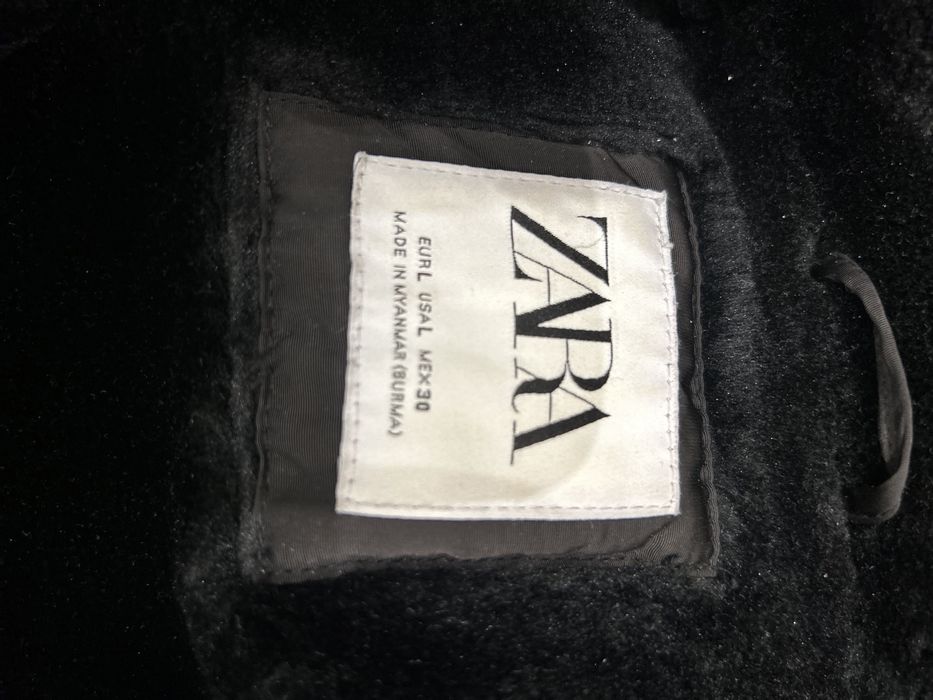 ZARA
EUR L USA L MEX 30
MADE IN MYANMAR (BURMA)